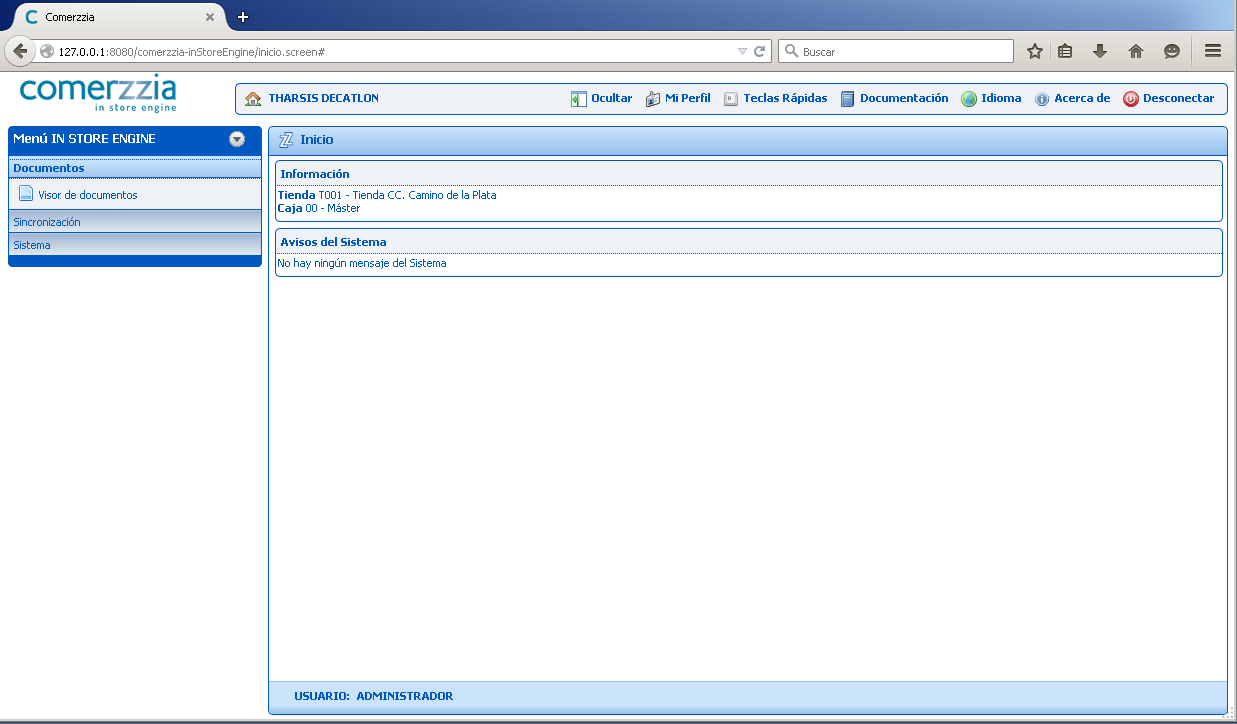 Comerzzia
127.0.0.1:8080/comerzzia-inStoreEngine/inicio.screen#
Buscar
comerzzia
in store engine
THARSIS DECATLON
Ocultar
Mi Perfil
Teclas Rápidas
Documentación
Idioma
Acerca de
Desconectar
Menú IN STORE ENGINE
Documentos
Visor de documentos
Sincronización
Sistema
Inicio
Información
Tienda T001 - Tienda CC. Camino de la Plata
Caja 00 - Máster
Avisos del Sistema
No hay ningún mensaje del Sistema
USUARIO: ADMINISTRADOR